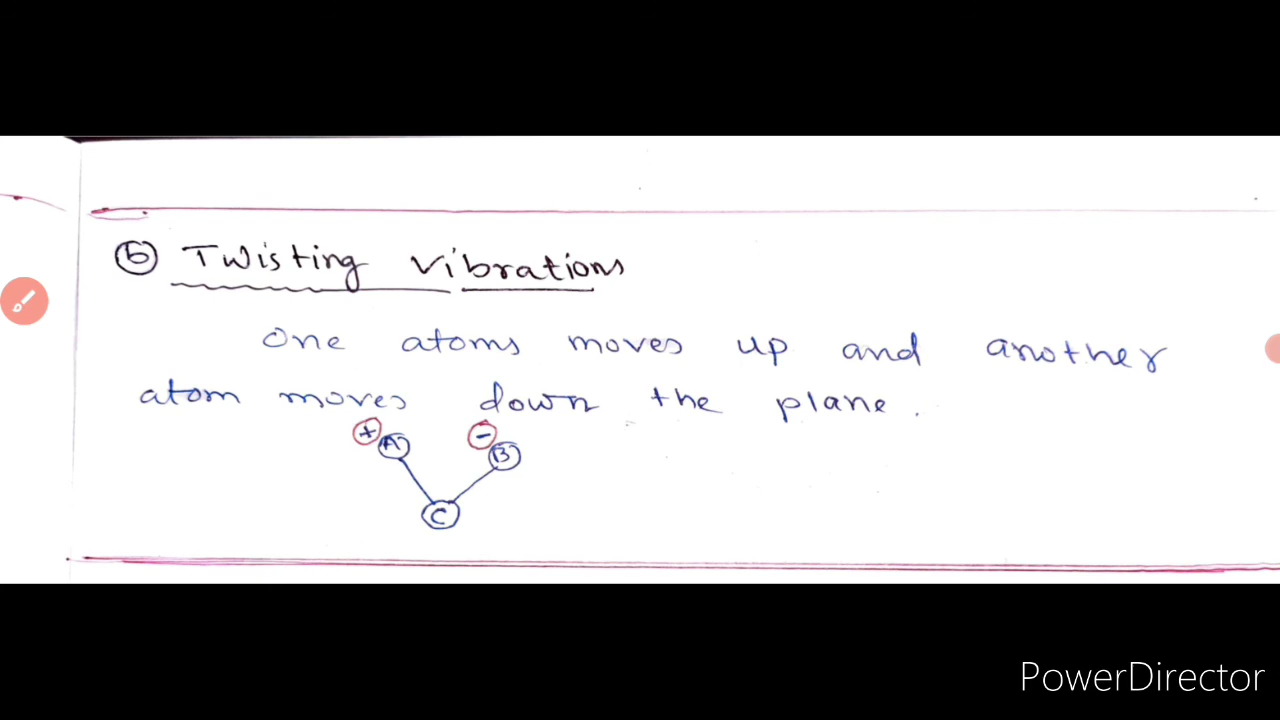 b Twisting vibrations
One atoms moves up and another
atom moves down the plane.
+ A - B
C
PowerDirector